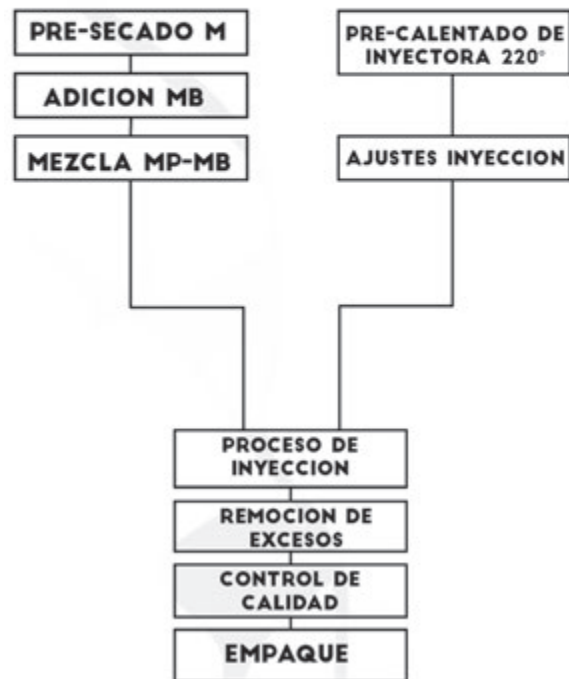 PRE-SECADO M
ADICION MB
MEZCLA MP-MB
PRE-CALENTADO DE
INYECTORA 220°
AJUSTES INYECCION
PROCESO DE
INYECCION
REMOCION DE
EXCESOS
CONTROL DE
CALIDAD
EMPAQUE